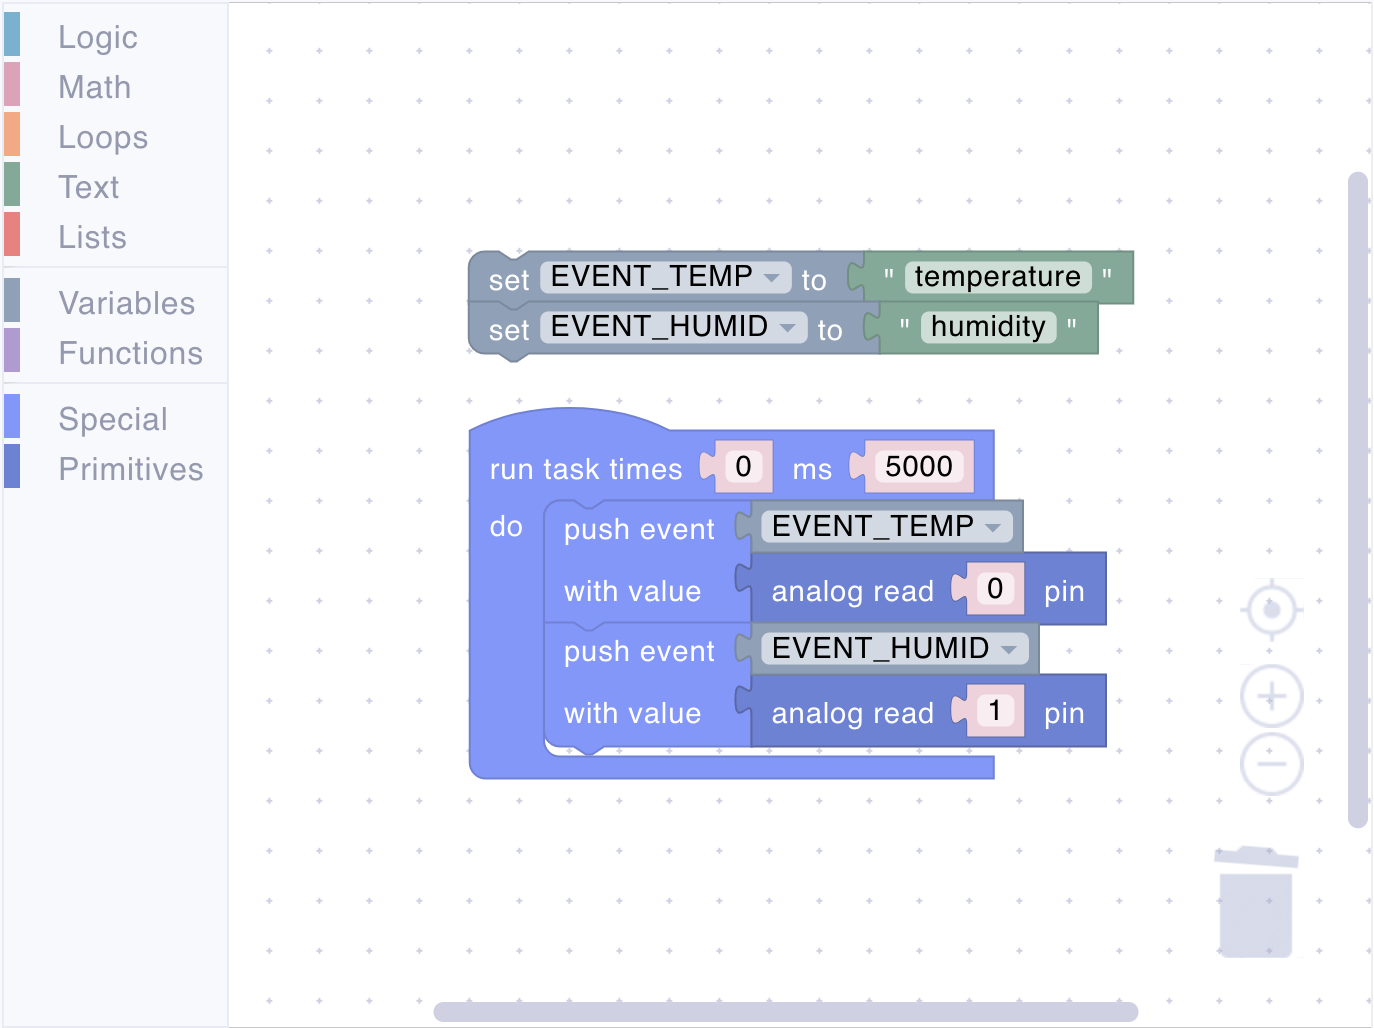 Logic
Math
Loops
Text
Lists
Variables
Functions
Special
Primitives
set EVENT_TEMP to " temperature "
set EVENT_HUMID to " humidity "
run task times 0 ms 5000
do push event EVENT_TEMP
with value analog read 0 pin
push event EVENT_HUMID
with value analog read 1 pin